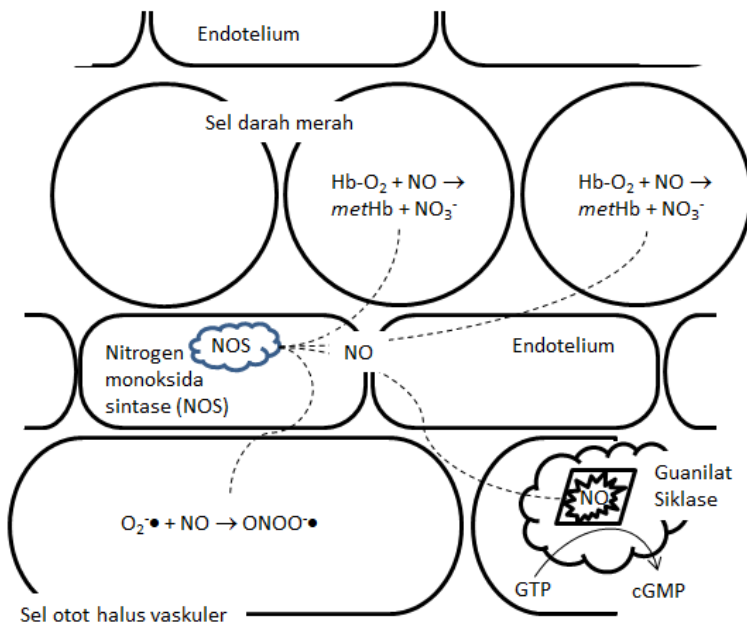 Endotelium
Sel darah merah
Hb-O₂ + NO →
metHb + NO₃⁻
Hb-O₂ + NO →
metHb + NO₃⁻
NOS
NO
Endotelium
Nitrogen
monoksida
sintase (NOS)
Guanilat
Siklase
NO
O₂⁻• + NO → ONOO⁻•
GTP
cGMP
Sel otot halus vaskuler